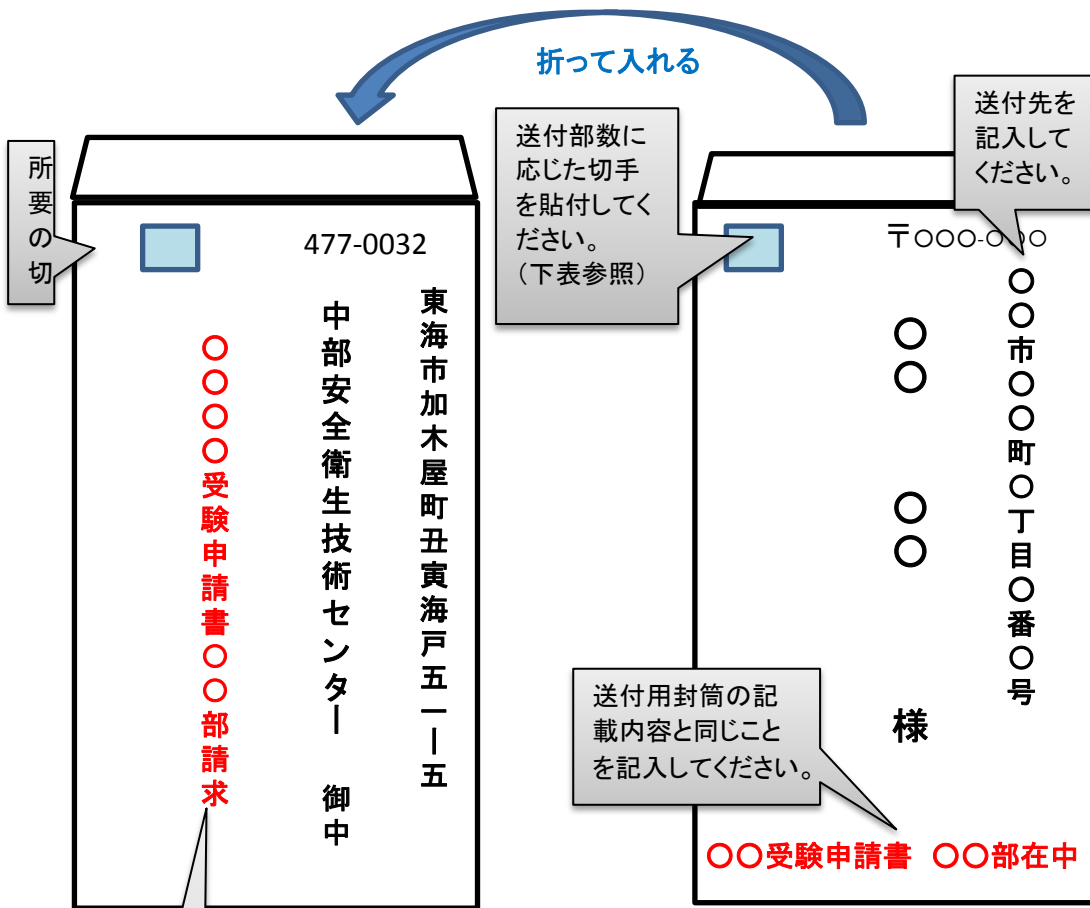 折って入れる
所要の切
477-0032
東海市加木屋町丑寅海戸五一ー五
中部安全衛生技術センター 御中
〇〇〇〇受験申請書〇〇部請求
送付部数に
応じた切手
を貼付してく
ださい。
（下表参照）
送付先を
記入して
ください。
〒○○○-○○○
〇〇市〇〇町〇丁目〇番〇号
〇〇 〇〇 様
送付用封筒の記
載内容と同じこと
を記入してください。
〇〇受験申請書 〇〇部在中